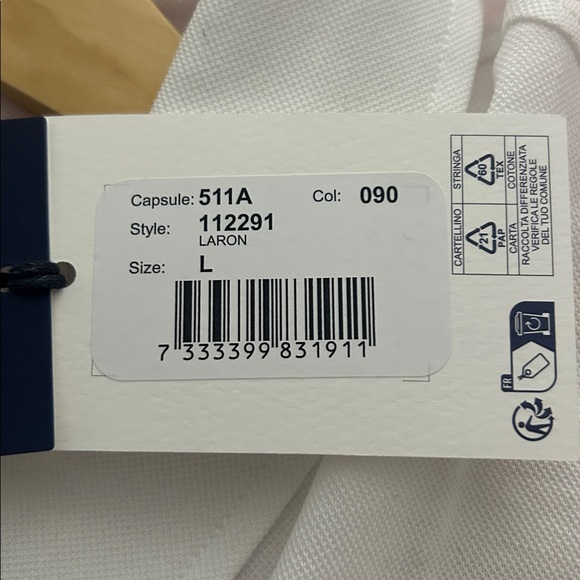 Capsule: 511A Col: 090
Style: 112291
LARON
Size: L
7 333399 831911
CARTELLINO STRINGA
21 PAP
60 TEX
CARTA COTONE
RACCOLTA DIFFERENZIATA
VERIFICA LE REGOLE
DEL TUO COMUNE
FR